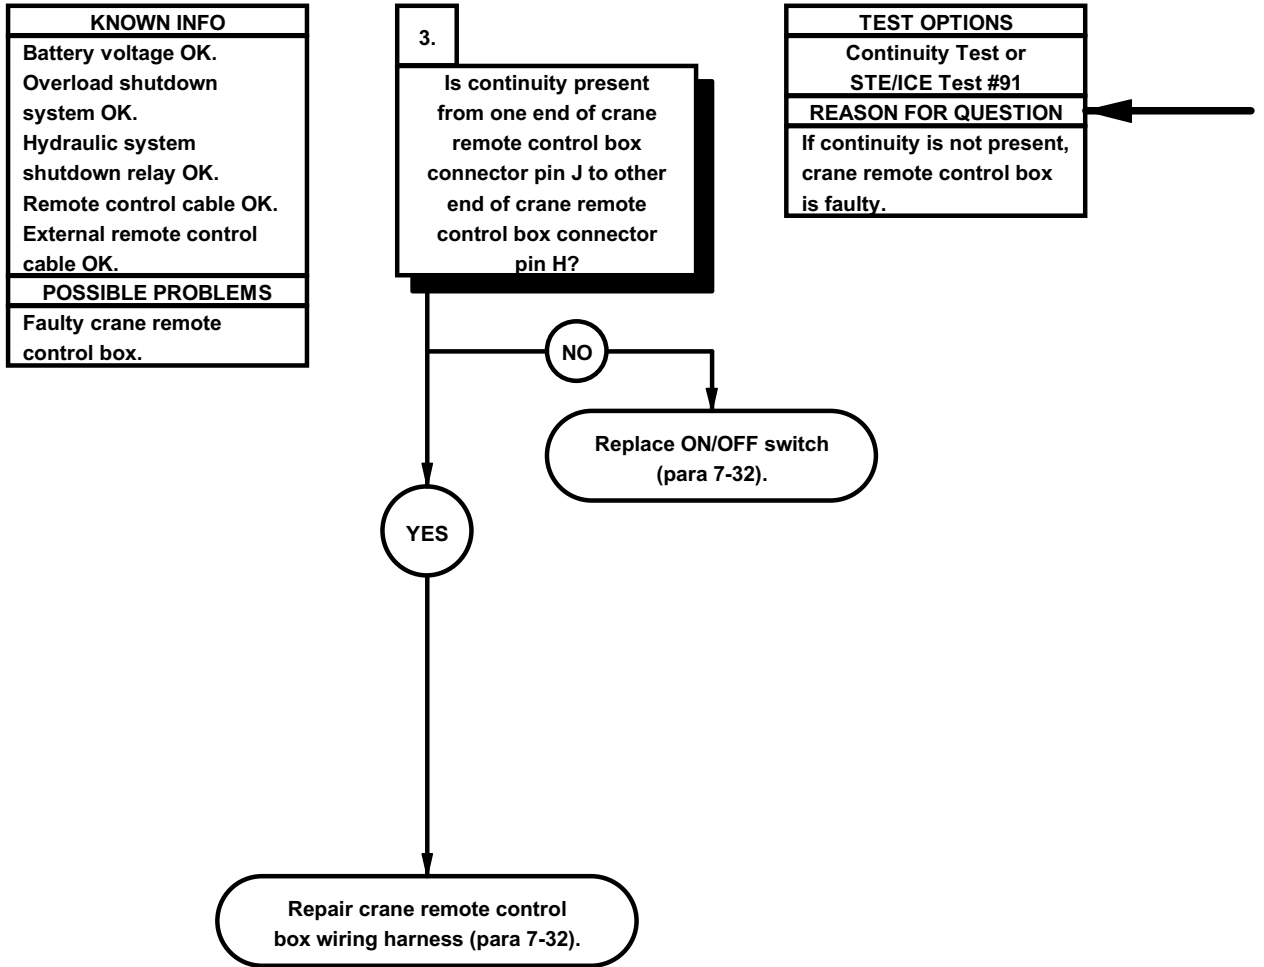 KNOWN INFO
Battery voltage OK.
Overload shutdown
system OK.
Hydraulic system
shutdown relay OK.
Remote control cable OK.
External remote control
cable OK.
POSSIBLE PROBLEMS
Faulty crane remote
control box.
3.
Is continuity present
from one end of crane
remote control box
connector pin J to other
end of crane remote
control box connector
pin H?
TEST OPTIONS
Continuity Test or
STE/ICE Test #91
REASON FOR QUESTION
If continuity is not present,
crane remote control box
is faulty.
NO
Replace ON/OFF switch
(para 7-32).
YES
Repair crane remote control
box wiring harness (para 7-32).